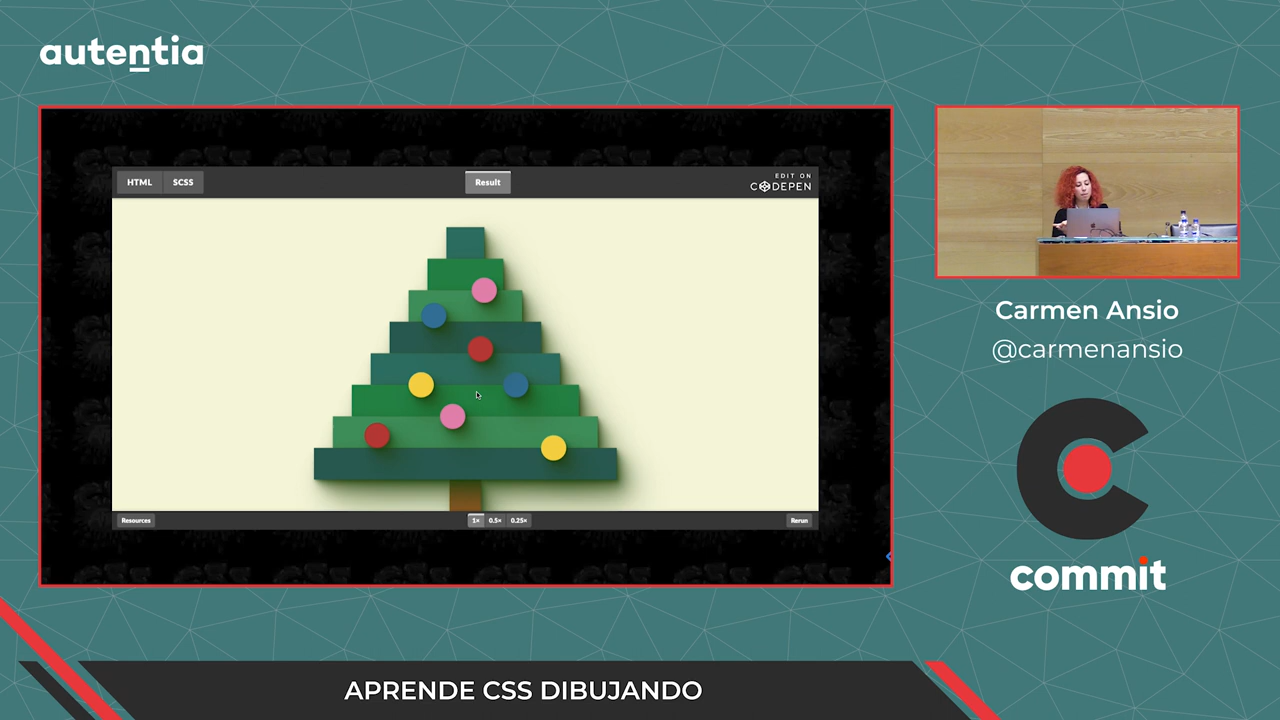 autentia
HTML
SCSS
Result
EDIT ON
CODEPEN
Resources
1×
0.5×
0.25×
Rerun
Carmen Ansio
@carmenansio
commit
APRENDE CSS DIBUJANDO